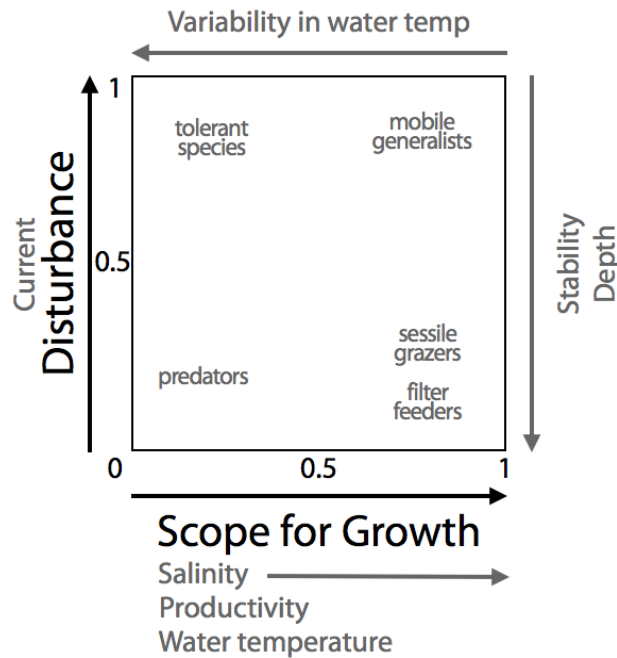 Variability in water temp
1
tolerant
species
mobile
generalists
Current
Disturbance
0.5
Stability
Depth
sessile
grazers
predators
filter
feeders
0
0.5
1
Scope for Growth
Salinity
Productivity
Water temperature